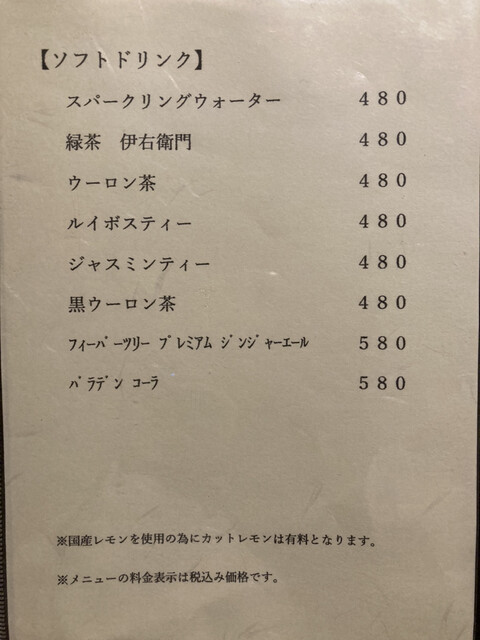 【ソフトドリンク】
スパークリングウォーター ４８０
緑茶　伊右衛門 ４８０
ウーロン茶 ４８０
ルイボスティー ４８０
ジャスミンティー ４８０
黒ウーロン茶 ４８０
ﾌｨｰﾊﾞｰﾂﾘｰ ﾌﾟﾚﾐｱﾑ ｼﾞﾝｼﾞｬｰｴｰﾙ ５８０
ﾊﾞﾗﾃﾞﾝ ｺｰﾗ ５８０
※国産レモンを使用の為にカットレモンは有料となります。
※メニューの料金表示は税込み価格です。